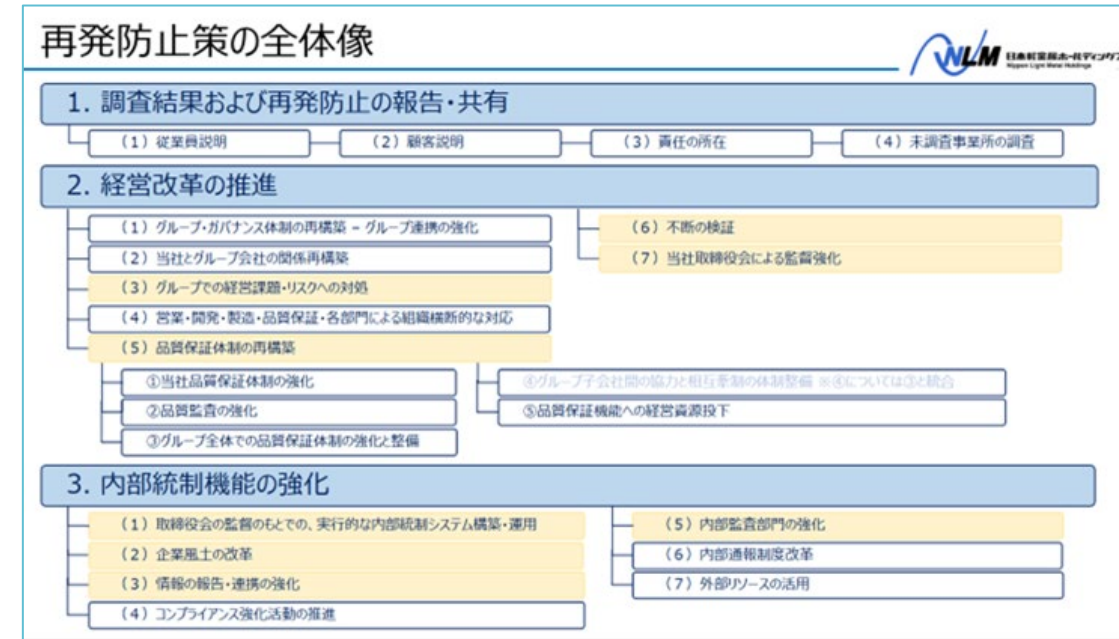 再発防止策の全体像
NLM 日本軽金属ホールディングス
Nippon Light Metal Holdings
1. 調査結果および再発防止の報告・共有
(1) 従業員説明
(2) 顧客説明
(3) 責任の所在
(4) 未調査事業所の調査
2. 経営改革の推進
(1) グループ・ガバナンス体制の再構築 – グループ連携の強化
(2) 当社とグループ会社の関係再構築
(3) グループでの経営課題・リスクへの対処
(4) 営業・開発・製造・品質保証・各部門による組織横断的な対応
(5) 品質保証体制の再構築
①当社品質保証体制の強化
②品質監査の強化
③グループ全体での品質保証体制の強化と整備
④グループ子会社間の協力と相互牽制の体制整備 ※④については③と統合
⑤品質保証機能への経営資源投下
(6) 不断の検証
(7) 当社取締役会による監督強化
3. 内部統制機能の強化
(1) 取締役会の監督のもとでの、実行的な内部統制システム構築・運用
(2) 企業風土の改革
(3) 情報の報告・連携の強化
(4) コンプライアンス強化活動の推進
(5) 内部監査部門の強化
(6) 内部通報制度改革
(7) 外部リソースの活用